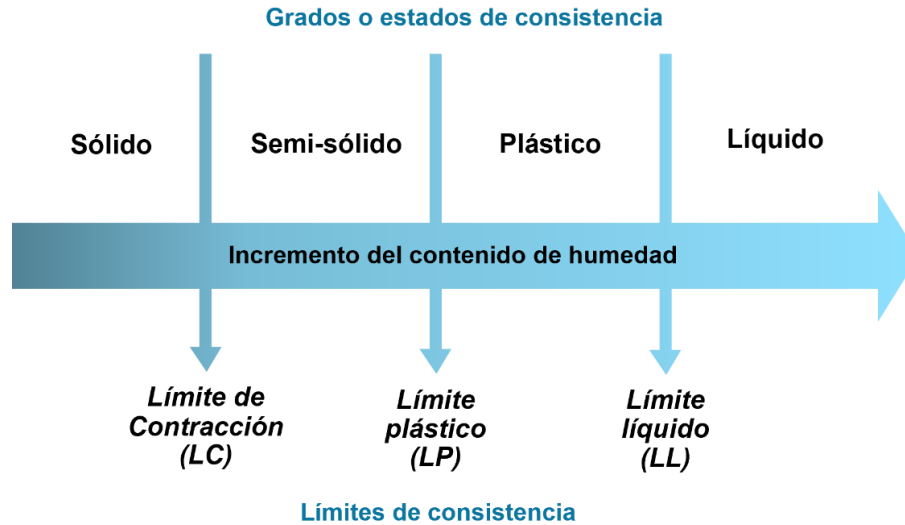 Grados o estados de consistencia
Sólido
Semi-sólido
Plástico
Líquido
Incremento del contenido de humedad
Límite de
Contracción
(LC)
Límite
plástico
(LP)
Límite
líquido
(LL)
Límites de consistencia